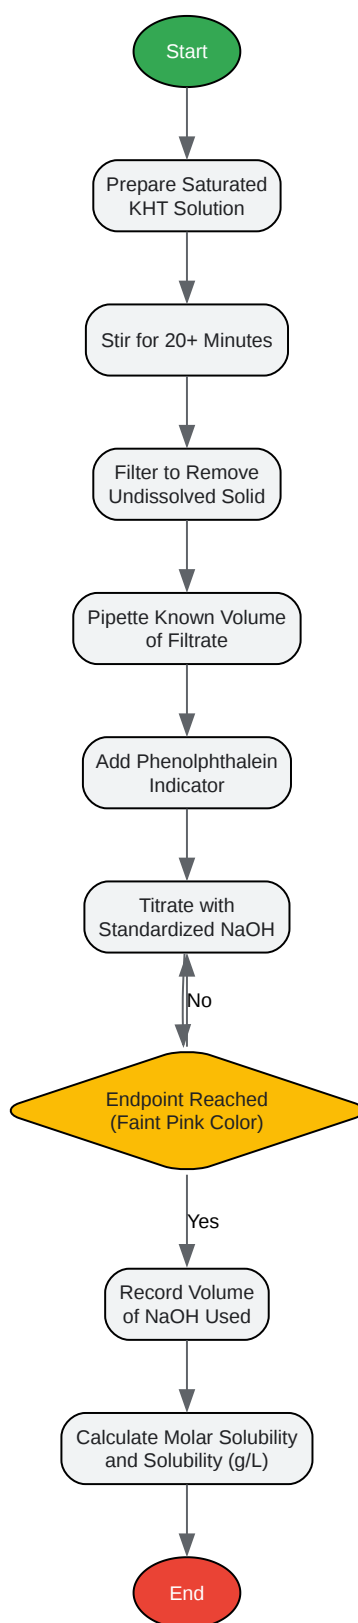 Start
Prepare Saturated
KHT Solution
Stir for 20+ Minutes
Filter to Remove
Undissolved Solid
Pipette Known Volume
of Filtrate
Add Phenolphthalein
Indicator
Titrate with
Standardized NaOH
No
Endpoint Reached
(Faint Pink Color)
Yes
Record Volume
of NaOH Used
Calculate Molar Solubility
and Solubility (g/L)
End